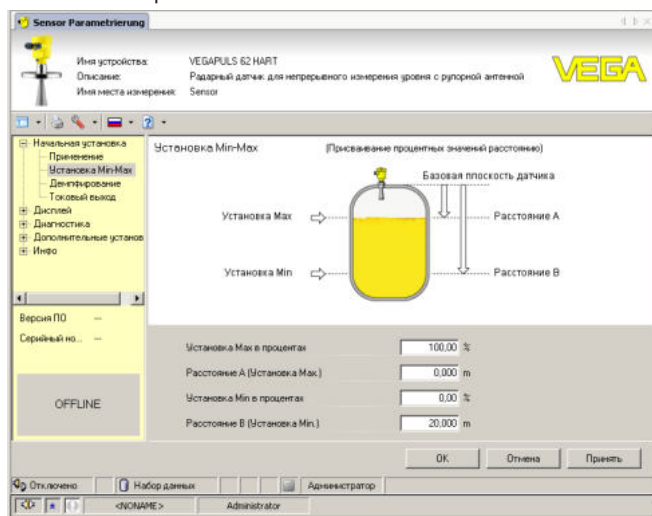 Sensor Parametrierung
Имя устройства: VEGAPULS 62 HART
Описание: Радарный датчик для непрерывного измерения уровня с рупорной антенной
Имя места измерения: Sensor
VEGA
Начальная установка
Применение
Установка Min-Max
Демпфирование
Токовый выход
Дисплей
Диагностика
Дополнительные установ
Инфо
Версия ПО –
Серийный но... –
OFFLINE
Установка Min-Max (Присваивание процентных значений расстоянию)
Базовая плоскость датчика
Установка Max
Расстояние A
Установка Min
Расстояние B
Установка Max в процентах 100,00 %
Расстояние A (Установка Max.) 0,000 m
Установка Min в процентах 0,00 %
Расстояние B (Установка Min.) 20,000 m
OK Отмена Принять
Отключено Набор данных Администратор
<NONAME> Administrator